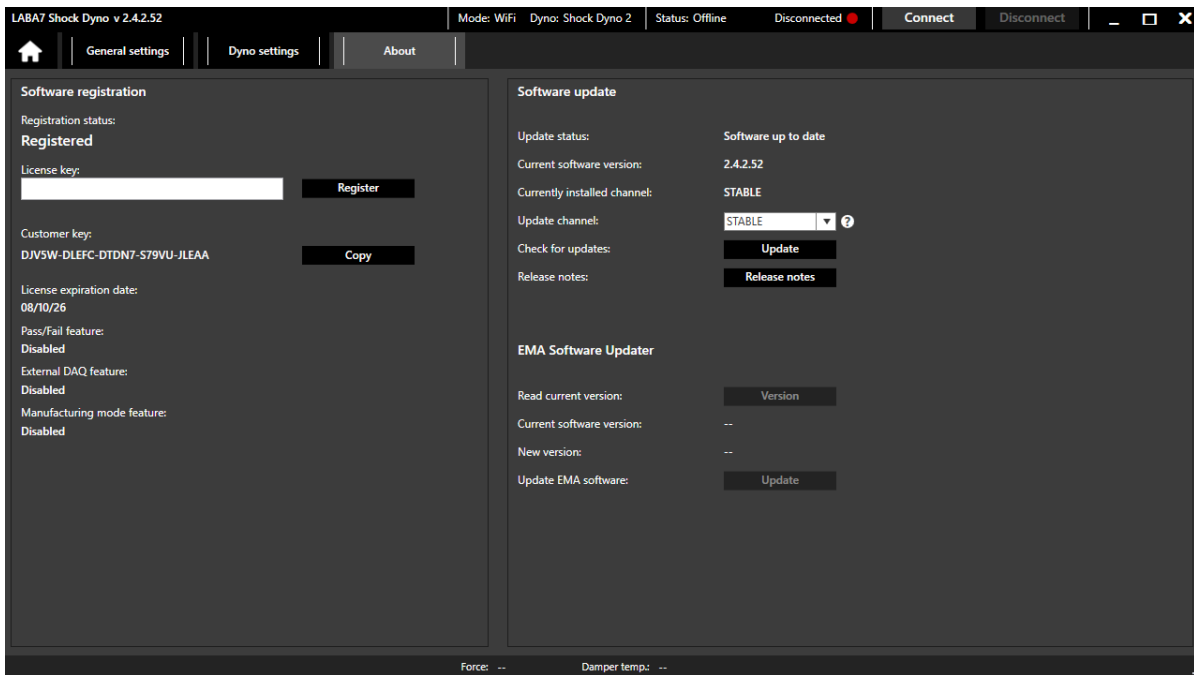 LABA7 Shock Dyno v 2.4.2.52
Mode: WiFi Dyno: Shock Dyno 2 Status: Offline Disconnected Connect Disconnect
General settings Dyno settings About
Software registration
Registration status:
Registered
License key:
Register
Customer key:
DJV5W-DLEFC-DTDN7-S79VU-JLEAA Copy
License expiration date:
08/10/26
Pass/Fail feature:
Disabled
External DAQ feature:
Disabled
Manufacturing mode feature:
Disabled
Software update
Update status: Software up to date
Current software version: 2.4.2.52
Currently installed channel: STABLE
Update channel: STABLE ?
Check for updates: Update
Release notes: Release notes
EMA Software Updater
Read current version: Version
Current software version: --
New version: --
Update EMA software: Update
Force: -- Damper temp.: --